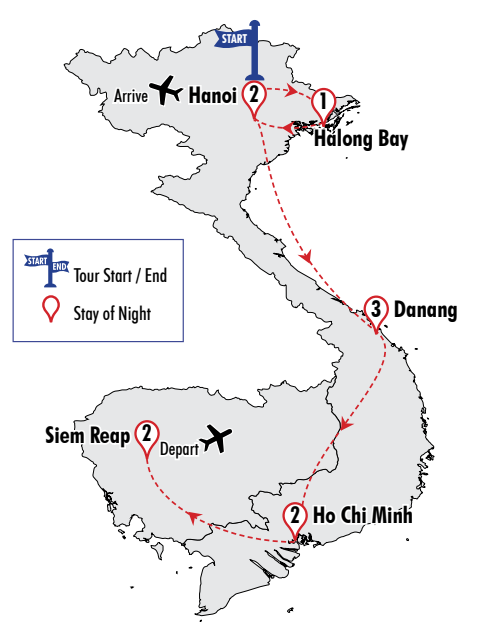 START
Arrive
Hanoi
2
1
Halong Bay
START
END
Tour Start / End
Stay of Night
3
Danang
Siem Reap
2
Depart
2
Ho Chi Minh